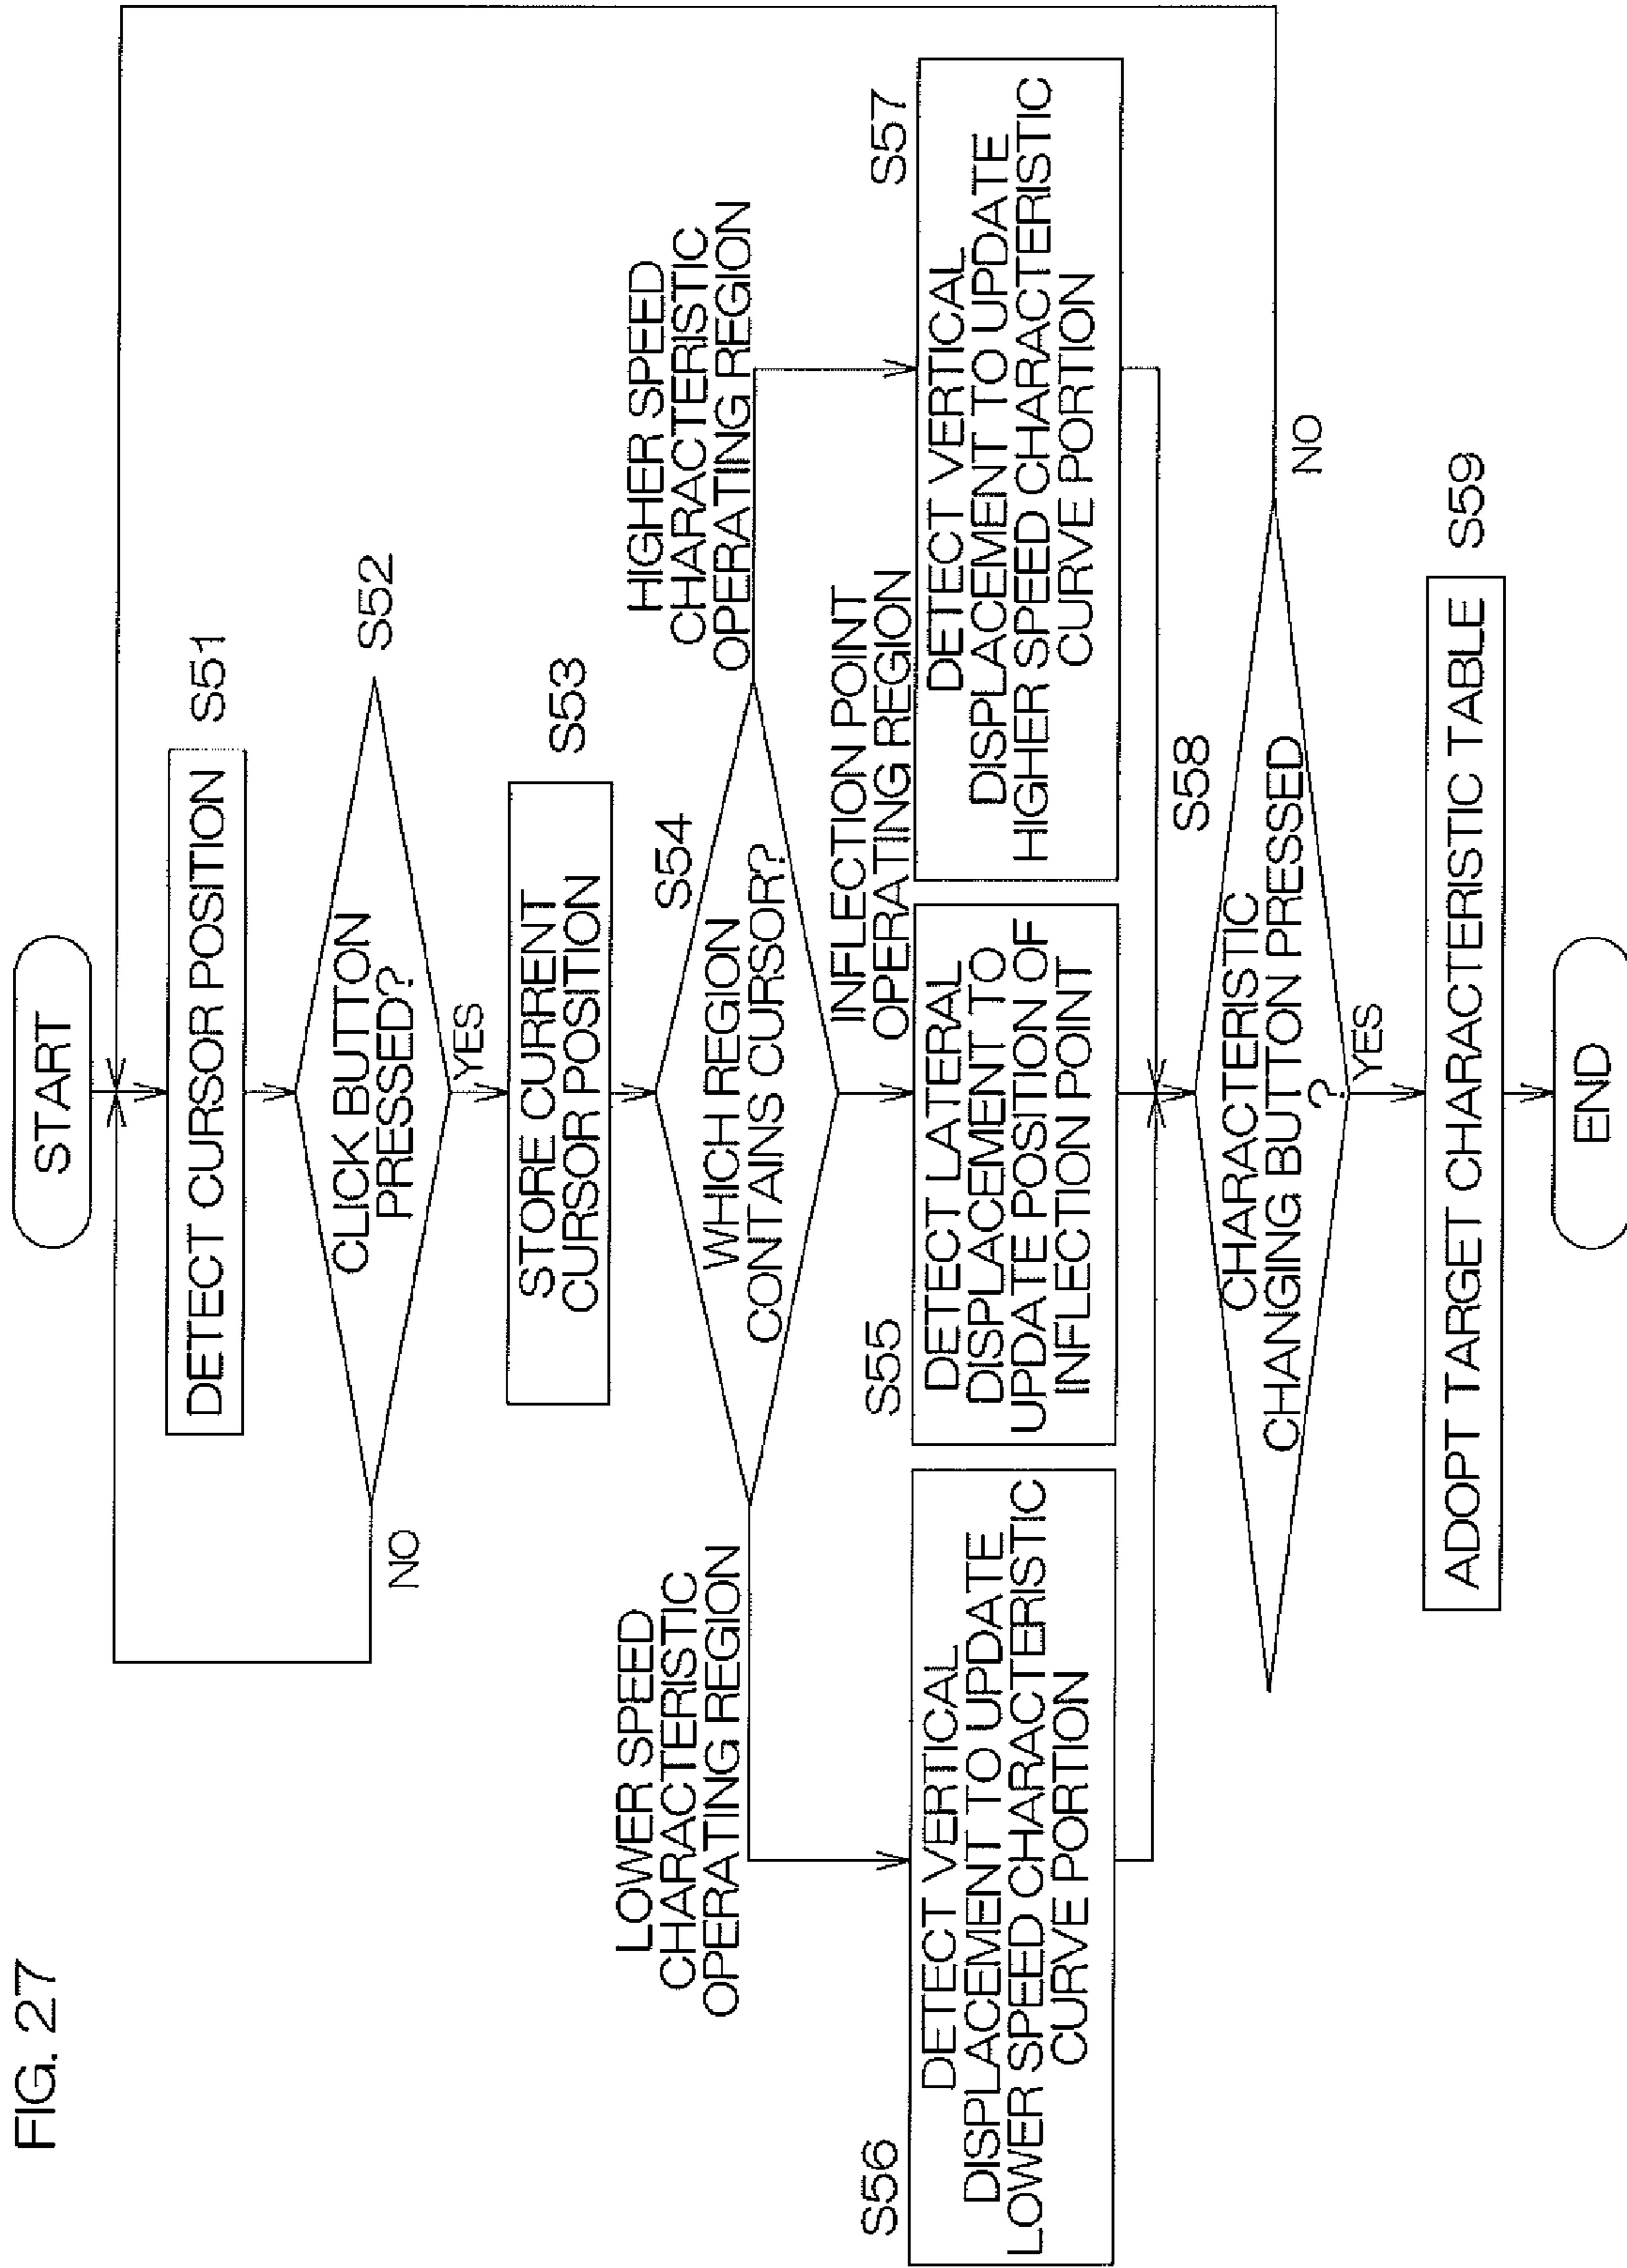 FIG. 27
START
DETECT CURSOR POSITION
S51
CLICK BUTTON
PRESSED?
S52
NO
YES
STORE CURRENT
CURSOR POSITION
S53
WHICH REGION
CONTAINS CURSOR?
S54
LOWER SPEED
CHARACTERISTIC
OPERATING REGION
HIGHER SPEED
CHARACTERISTIC
OPERATING REGION
INFLECTION POINT
OPERATING REGION
S56
DETECT VERTICAL
DISPLACEMENT TO UPDATE
LOWER SPEED CHARACTERISTIC
CURVE PORTION
S55
DETECT LATERAL
DISPLACEMENT TO
UPDATE POSITION OF
INFLECTION POINT
S57
DETECT VERTICAL
DISPLACEMENT TO UPDATE
HIGHER SPEED CHARACTERISTIC
CURVE PORTION
S58
CHARACTERISTIC
CHANGING BUTTON PRESSED
?
NO
YES
ADOPT TARGET CHARACTERISTIC TABLE
S59
END